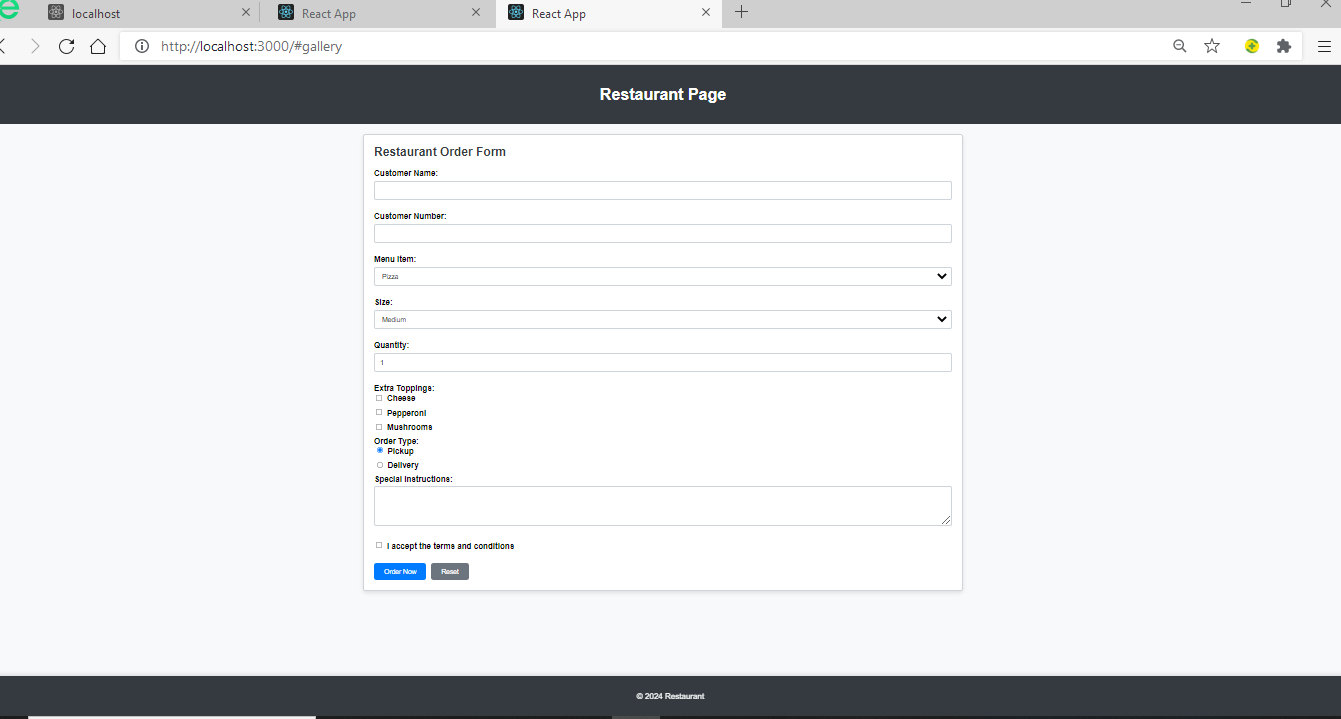 localhost
React App
React App
http://localhost:3000/#gallery
Restaurant Page
Restaurant Order Form
Customer Name:
Customer Number:
Menu Item:
Pizza
Size:
Medium
Quantity:
1
Extra Toppings:
Cheese
Pepperoni
Mushrooms
Order Type:
Pickup
Delivery
Special Instructions:
I accept the terms and conditions
Order Now Reset
© 2024 Restaurant